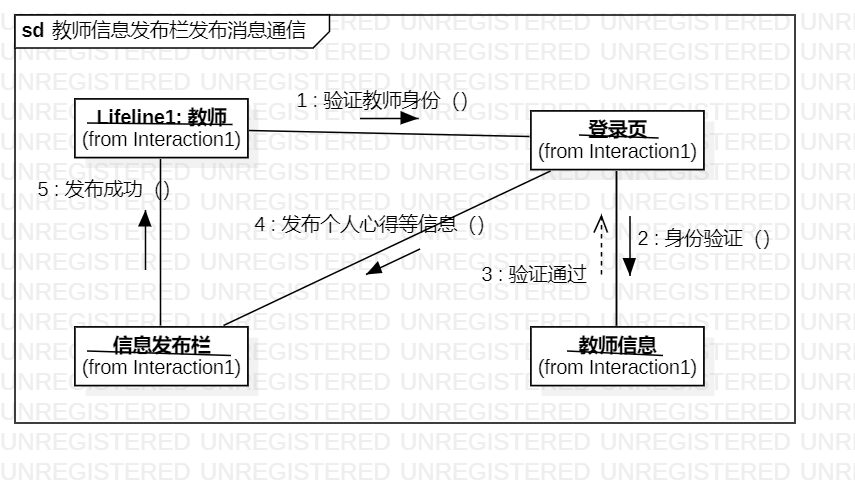 sd 教师信息发布栏发布消息通信
1 : 验证教师身份（）
Lifeline1: 教师
(from Interaction1)
登录页
(from Interaction1)
5 : 发布成功（）
4 : 发布个人心得等信息（）
2 : 身份验证（）
3 : 验证通过
信息发布栏
(from Interaction1)
教师信息
(from Interaction1)
UNREGISTERED